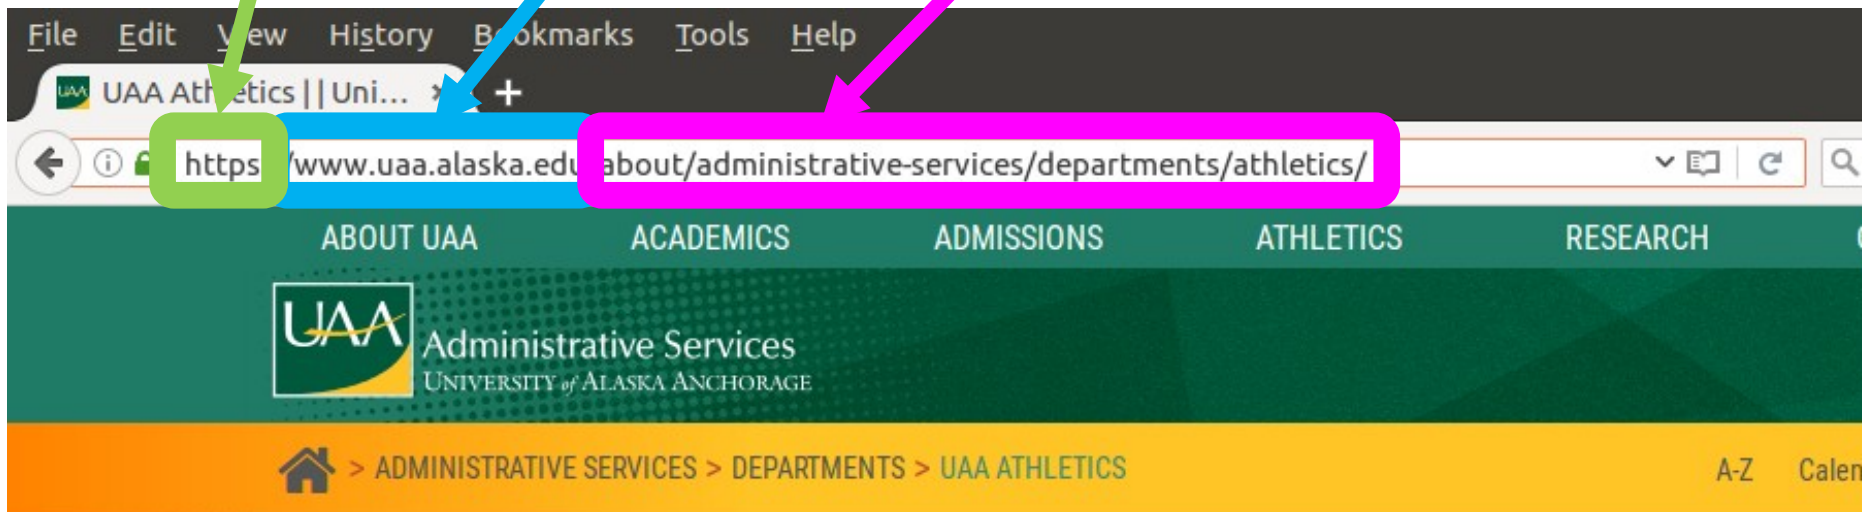 File Edit View History Bookmarks Tools Help
UAA UAA Athletics | | Uni... × +
https /www.uaa.alaska.edu about/administrative-services/departments/athletics/
ABOUT UAA ACADEMICS ADMISSIONS ATHLETICS RESEARCH
UAA
Administrative Services
UNIVERSITY of ALASKA ANCHORAGE
> ADMINISTRATIVE SERVICES > DEPARTMENTS > UAA ATHLETICS A-Z